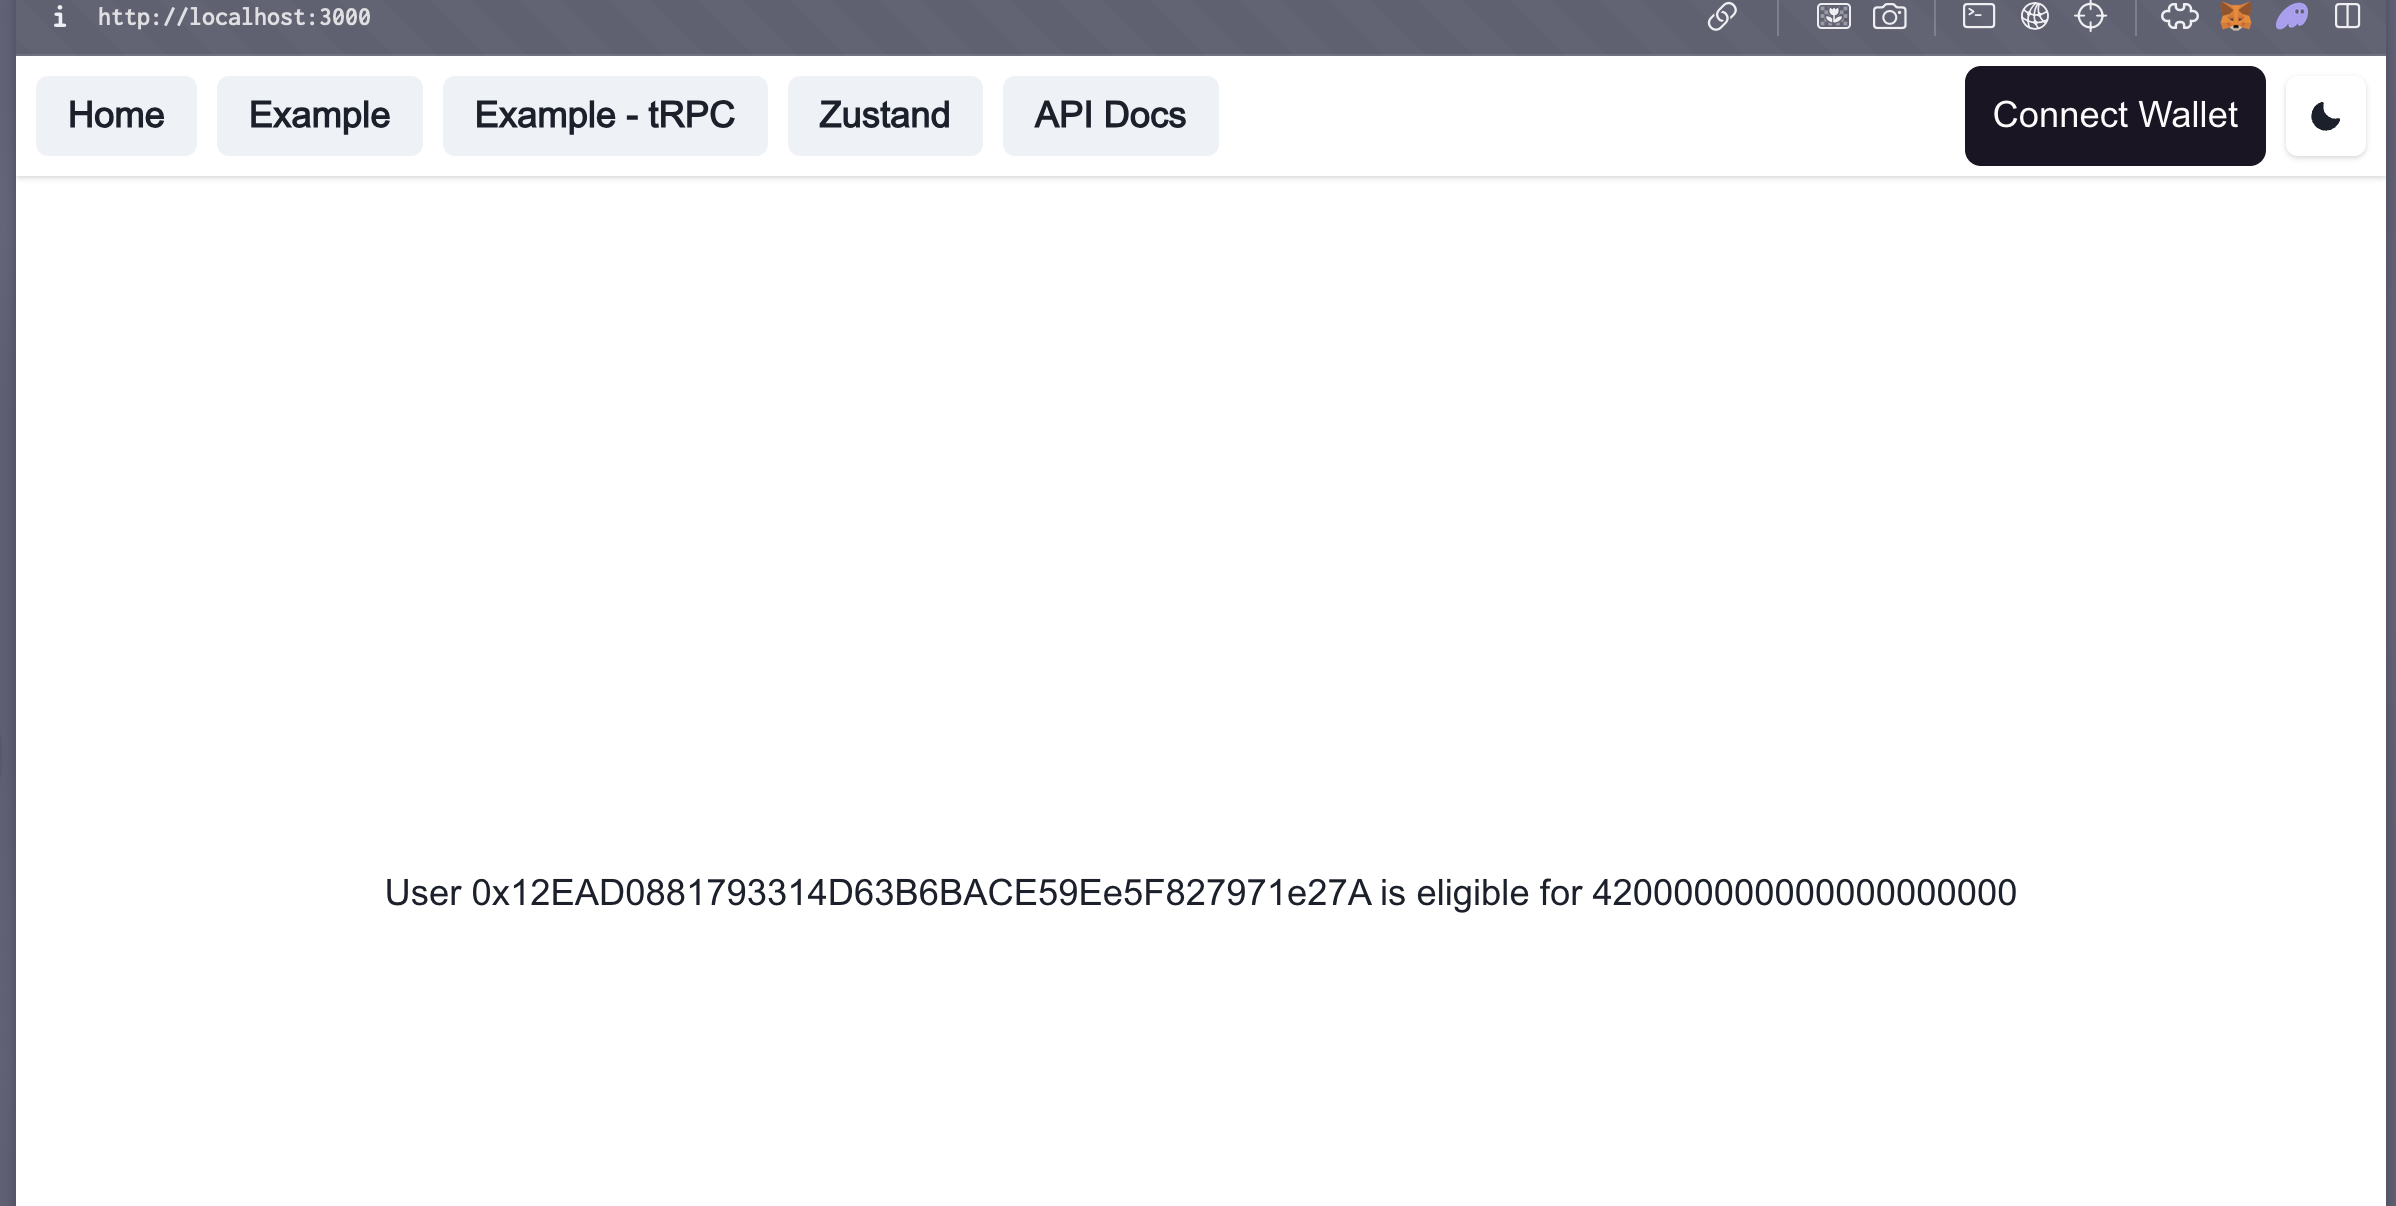 i http://localhost:3000
Home Example Example - tRPC Zustand API Docs Connect Wallet
User 0x12EAD0881793314D63B6BACE59Ee5F827971e27A is eligible for 420000000000000000000